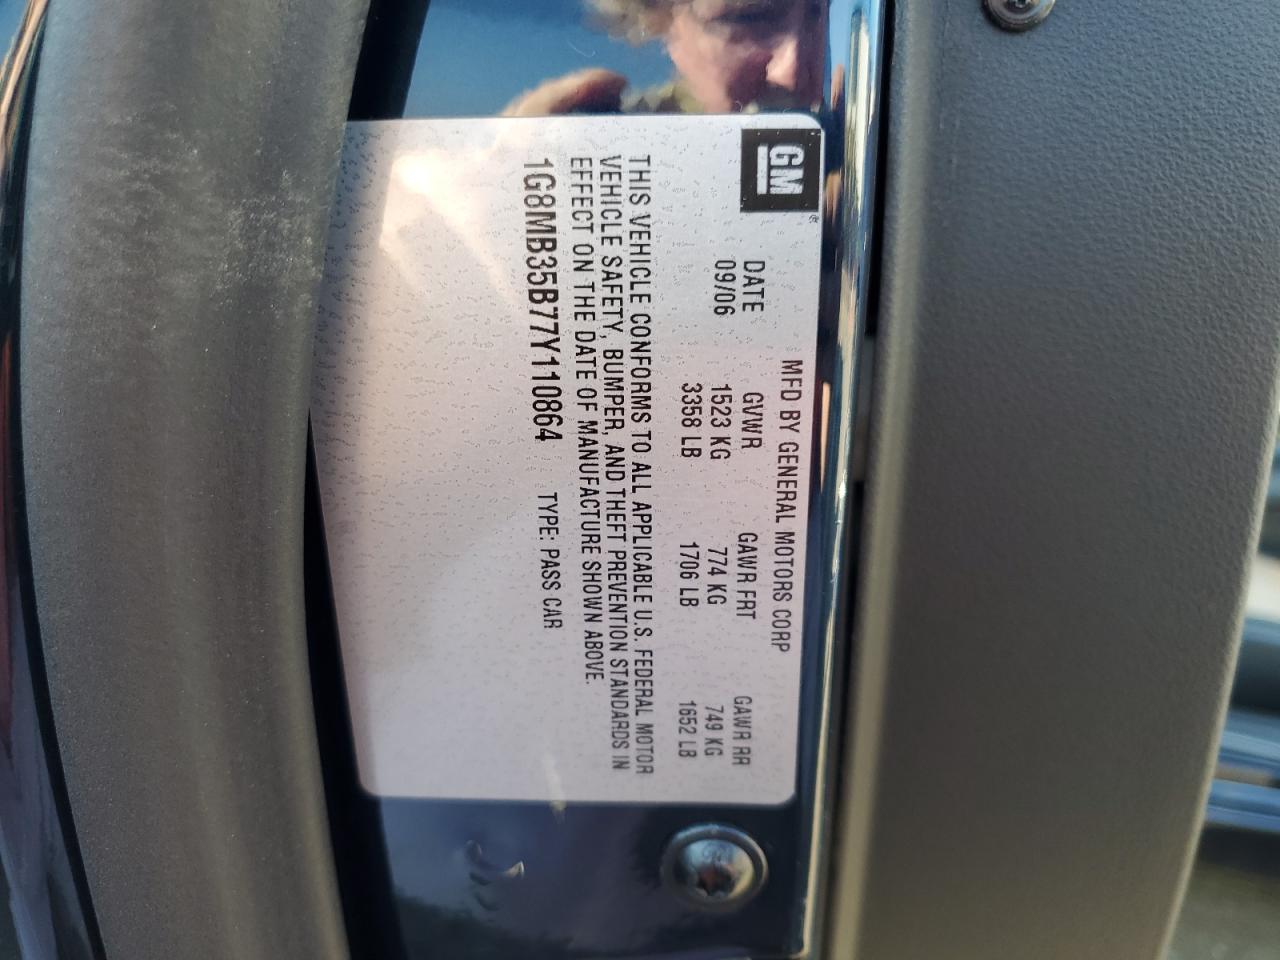 GM
MFD BY GENERAL MOTORS CORP
DATE GVWR GAWR FRT GAWR RR
09/06 1523 KG 774 KG 749 KG
3358 LB 1706 LB 1652 LB
THIS VEHICLE CONFORMS TO ALL APPLICABLE U.S. FEDERAL MOTOR
VEHICLE SAFETY, BUMPER, AND THEFT PREVENTION STANDARDS IN
EFFECT ON THE DATE OF MANUFACTURE SHOWN ABOVE.
1G8MB35B77Y110864 TYPE: PASS CAR